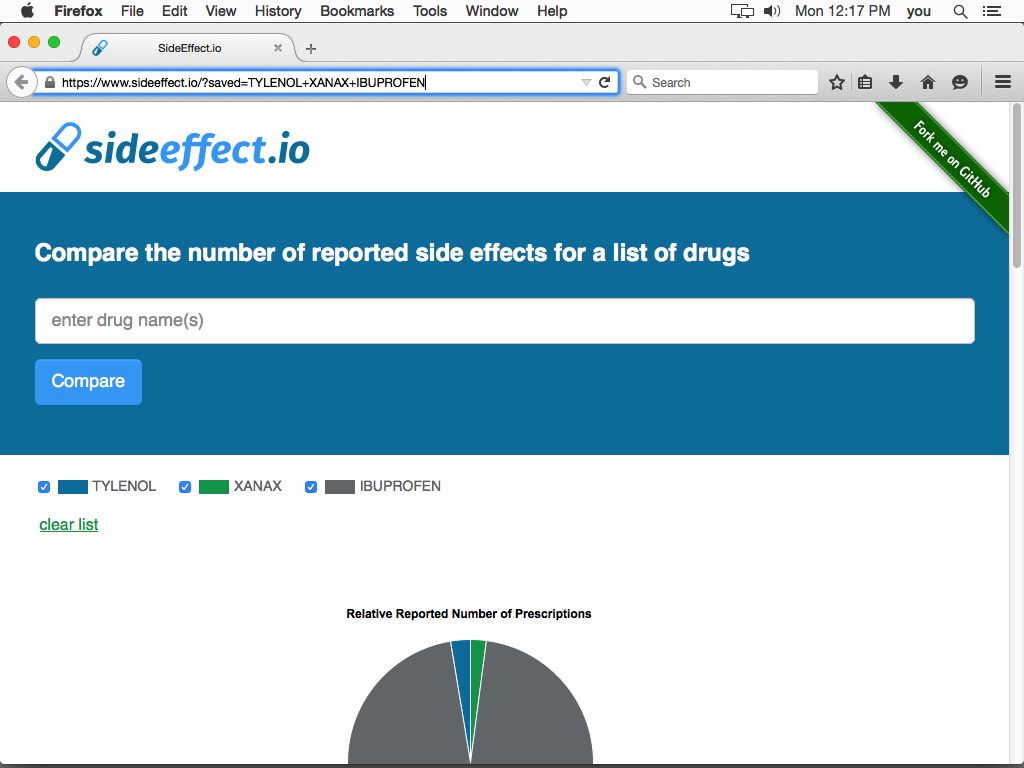 Firefox File Edit View History Bookmarks Tools Window Help Mon 12:17 PM you
SideEffect.io
https://www.sideeffect.io/?saved=TYLENOL+XANAX+IBUPROFEN Search
Fork me on GitHub
sideeffect.io
Compare the number of reported side effects for a list of drugs
enter drug name(s)
Compare
TYLENOL XANAX IBUPROFEN
clear list
Relative Reported Number of Prescriptions